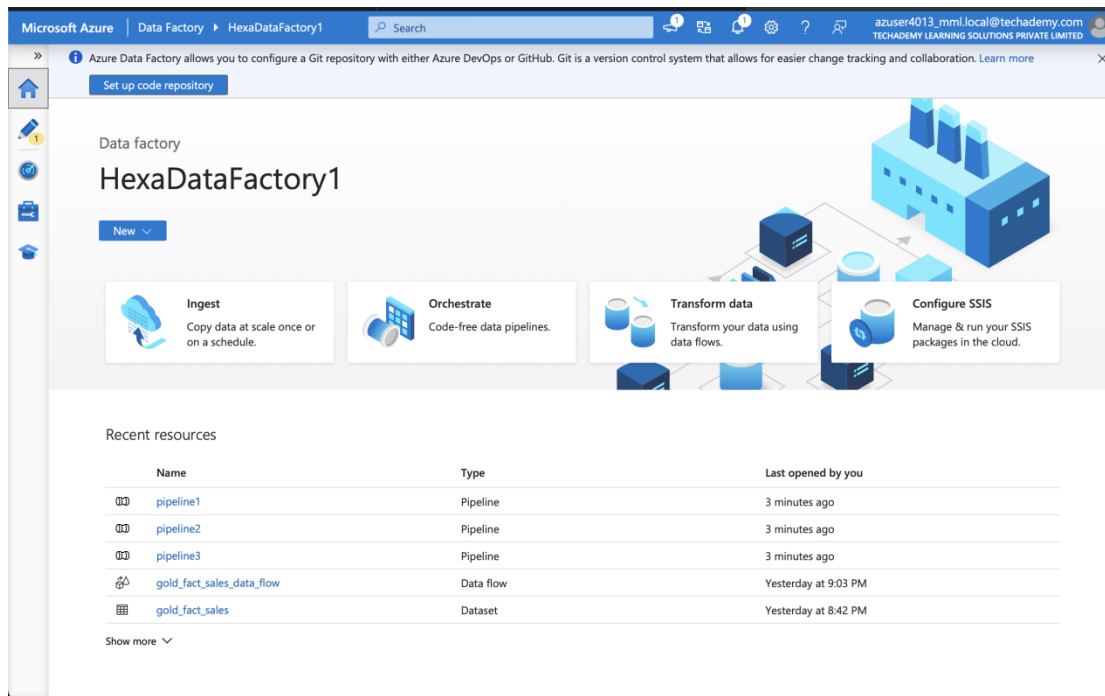 Microsoft Azure | Data Factory ▸ HexaDataFactory1 Search 1 1 ? azuser4013_mml.local@techademy.com
TECHADEMY LEARNING SOLUTIONS PRIVATE LIMITED
» Azure Data Factory allows you to configure a Git repository with either Azure DevOps or GitHub. Git is a version control system that allows for easier change tracking and collaboration. Learn more
Set up code repository
1
Data factory
HexaDataFactory1
New
Ingest
Copy data at scale once or
on a schedule.
Orchestrate
Code-free data pipelines.
Transform data
Transform your data using
data flows.
Configure SSIS
Manage & run your SSIS
packages in the cloud.
Recent resources
Name Type Last opened by you
pipeline1 Pipeline 3 minutes ago
pipeline2 Pipeline 3 minutes ago
pipeline3 Pipeline 3 minutes ago
gold_fact_sales_data_flow Data flow Yesterday at 9:03 PM
gold_fact_sales Dataset Yesterday at 8:42 PM
Show more